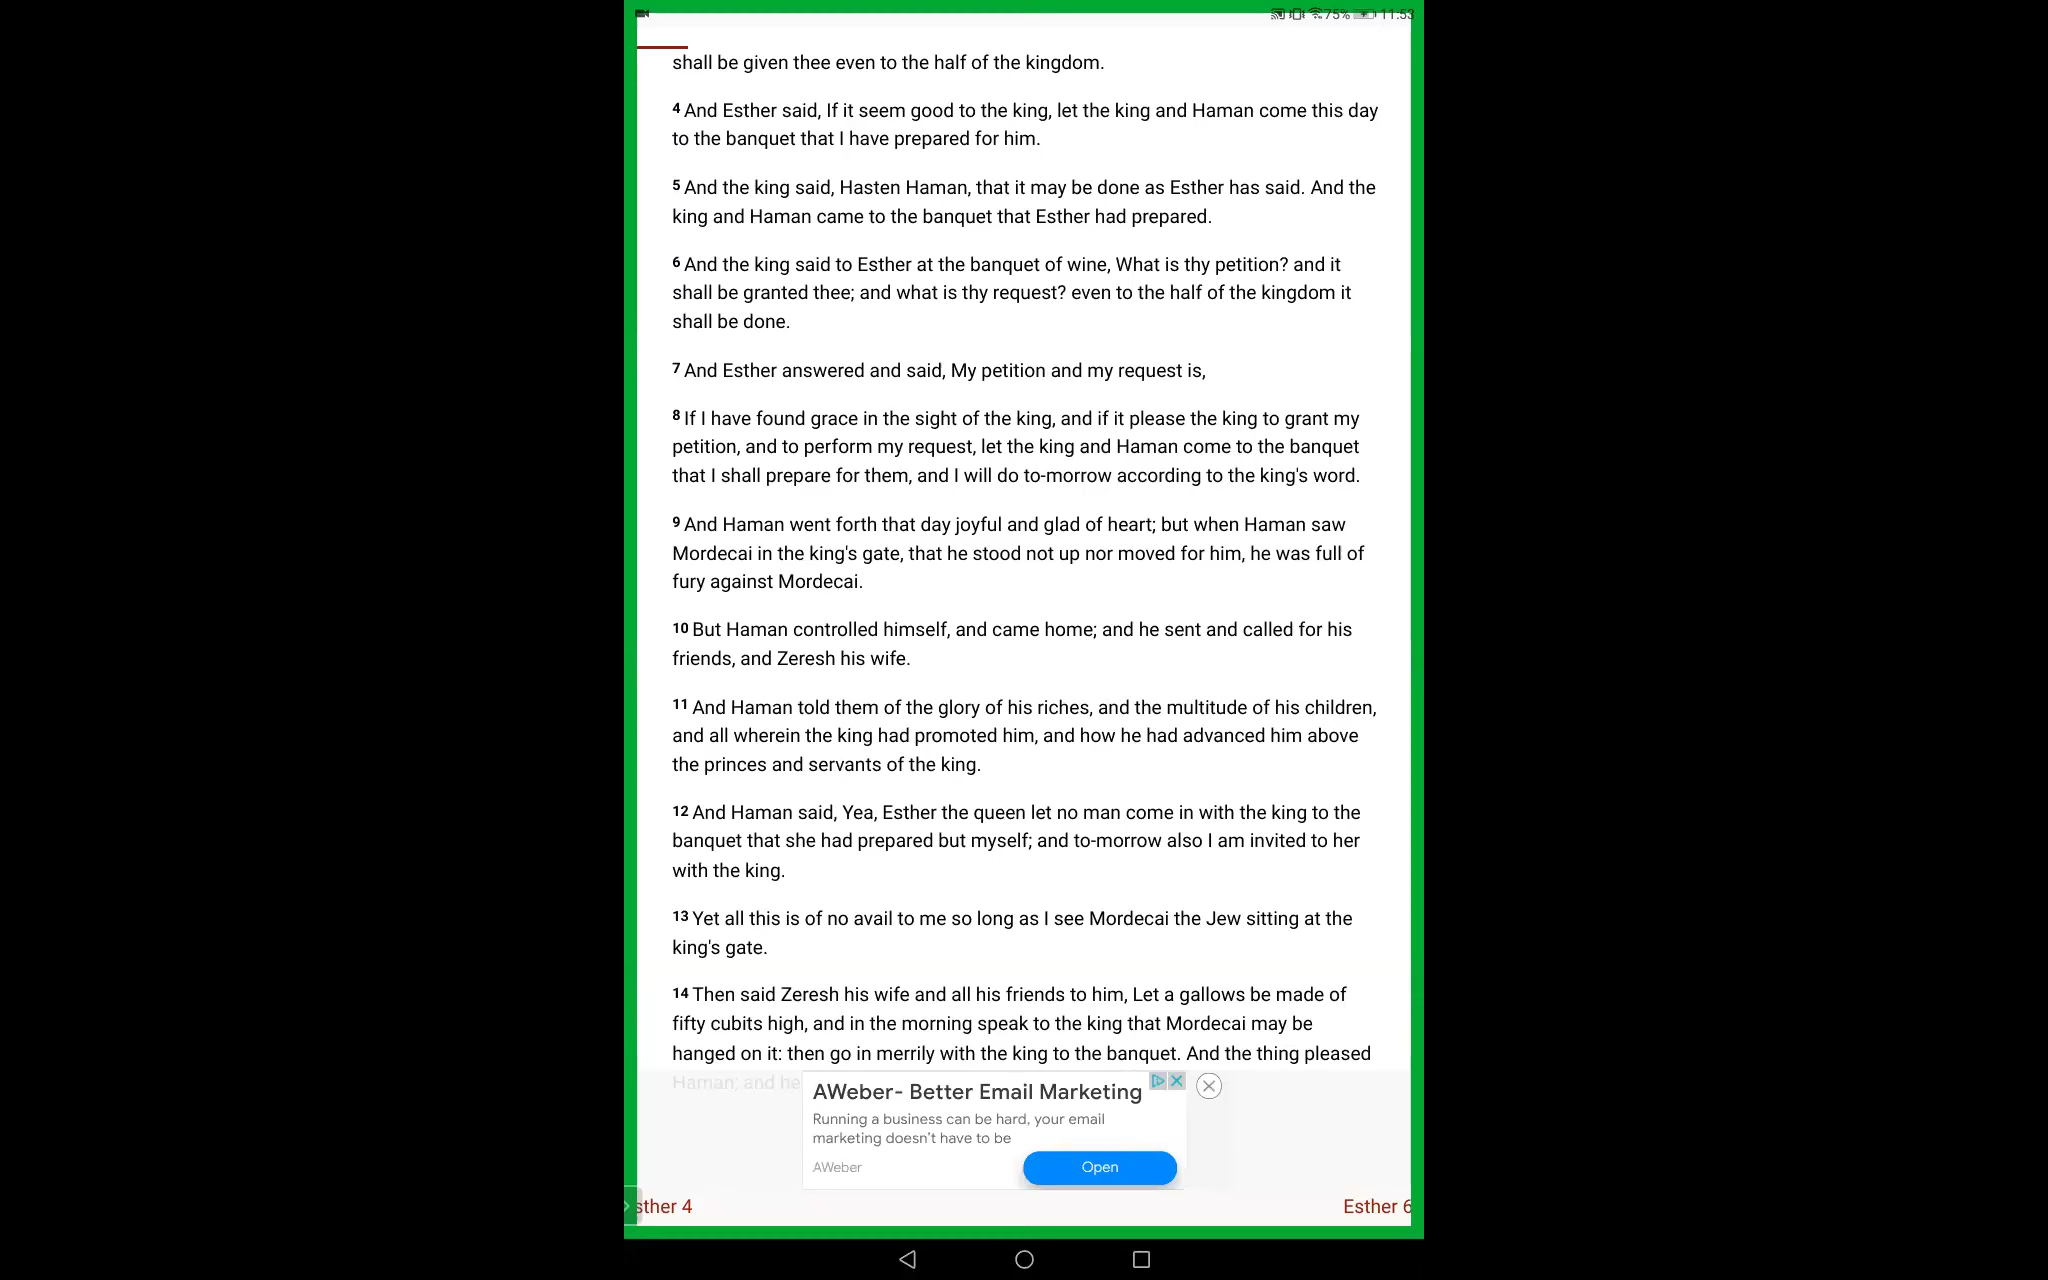 75% 11:53
shall be given thee even to the half of the kingdom.
4 And Esther said, If it seem good to the king, let the king and Haman come this day
to the banquet that I have prepared for him.
5 And the king said, Hasten Haman, that it may be done as Esther has said. And the
king and Haman came to the banquet that Esther had prepared.
6 And the king said to Esther at the banquet of wine, What is thy petition? and it
shall be granted thee; and what is thy request? even to the half of the kingdom it
shall be done.
7 And Esther answered and said, My petition and my request is,
8 If I have found grace in the sight of the king, and if it please the king to grant my
petition, and to perform my request, let the king and Haman come to the banquet
that I shall prepare for them, and I will do to-morrow according to the king's word.
9 And Haman went forth that day joyful and glad of heart; but when Haman saw
Mordecai in the king's gate, that he stood not up nor moved for him, he was full of
fury against Mordecai.
10 But Haman controlled himself, and came home; and he sent and called for his
friends, and Zeresh his wife.
11 And Haman told them of the glory of his riches, and the multitude of his children,
and all wherein the king had promoted him, and how he had advanced him above
the princes and servants of the king.
12 And Haman said, Yea, Esther the queen let no man come in with the king to the
banquet that she had prepared but myself; and to-morrow also I am invited to her
with the king.
13 Yet all this is of no avail to me so long as I see Mordecai the Jew sitting at the
king's gate.
14 Then said Zeresh his wife and all his friends to him, Let a gallows be made of
fifty cubits high, and in the morning speak to the king that Mordecai may be
hanged on it: then go in merrily with the king to the banquet. And the thing pleased
Haman; and he
AWeber- Better Email Marketing
Running a business can be hard, your email
marketing doesn't have to be
AWeber
Open
sther 4
Esther 6